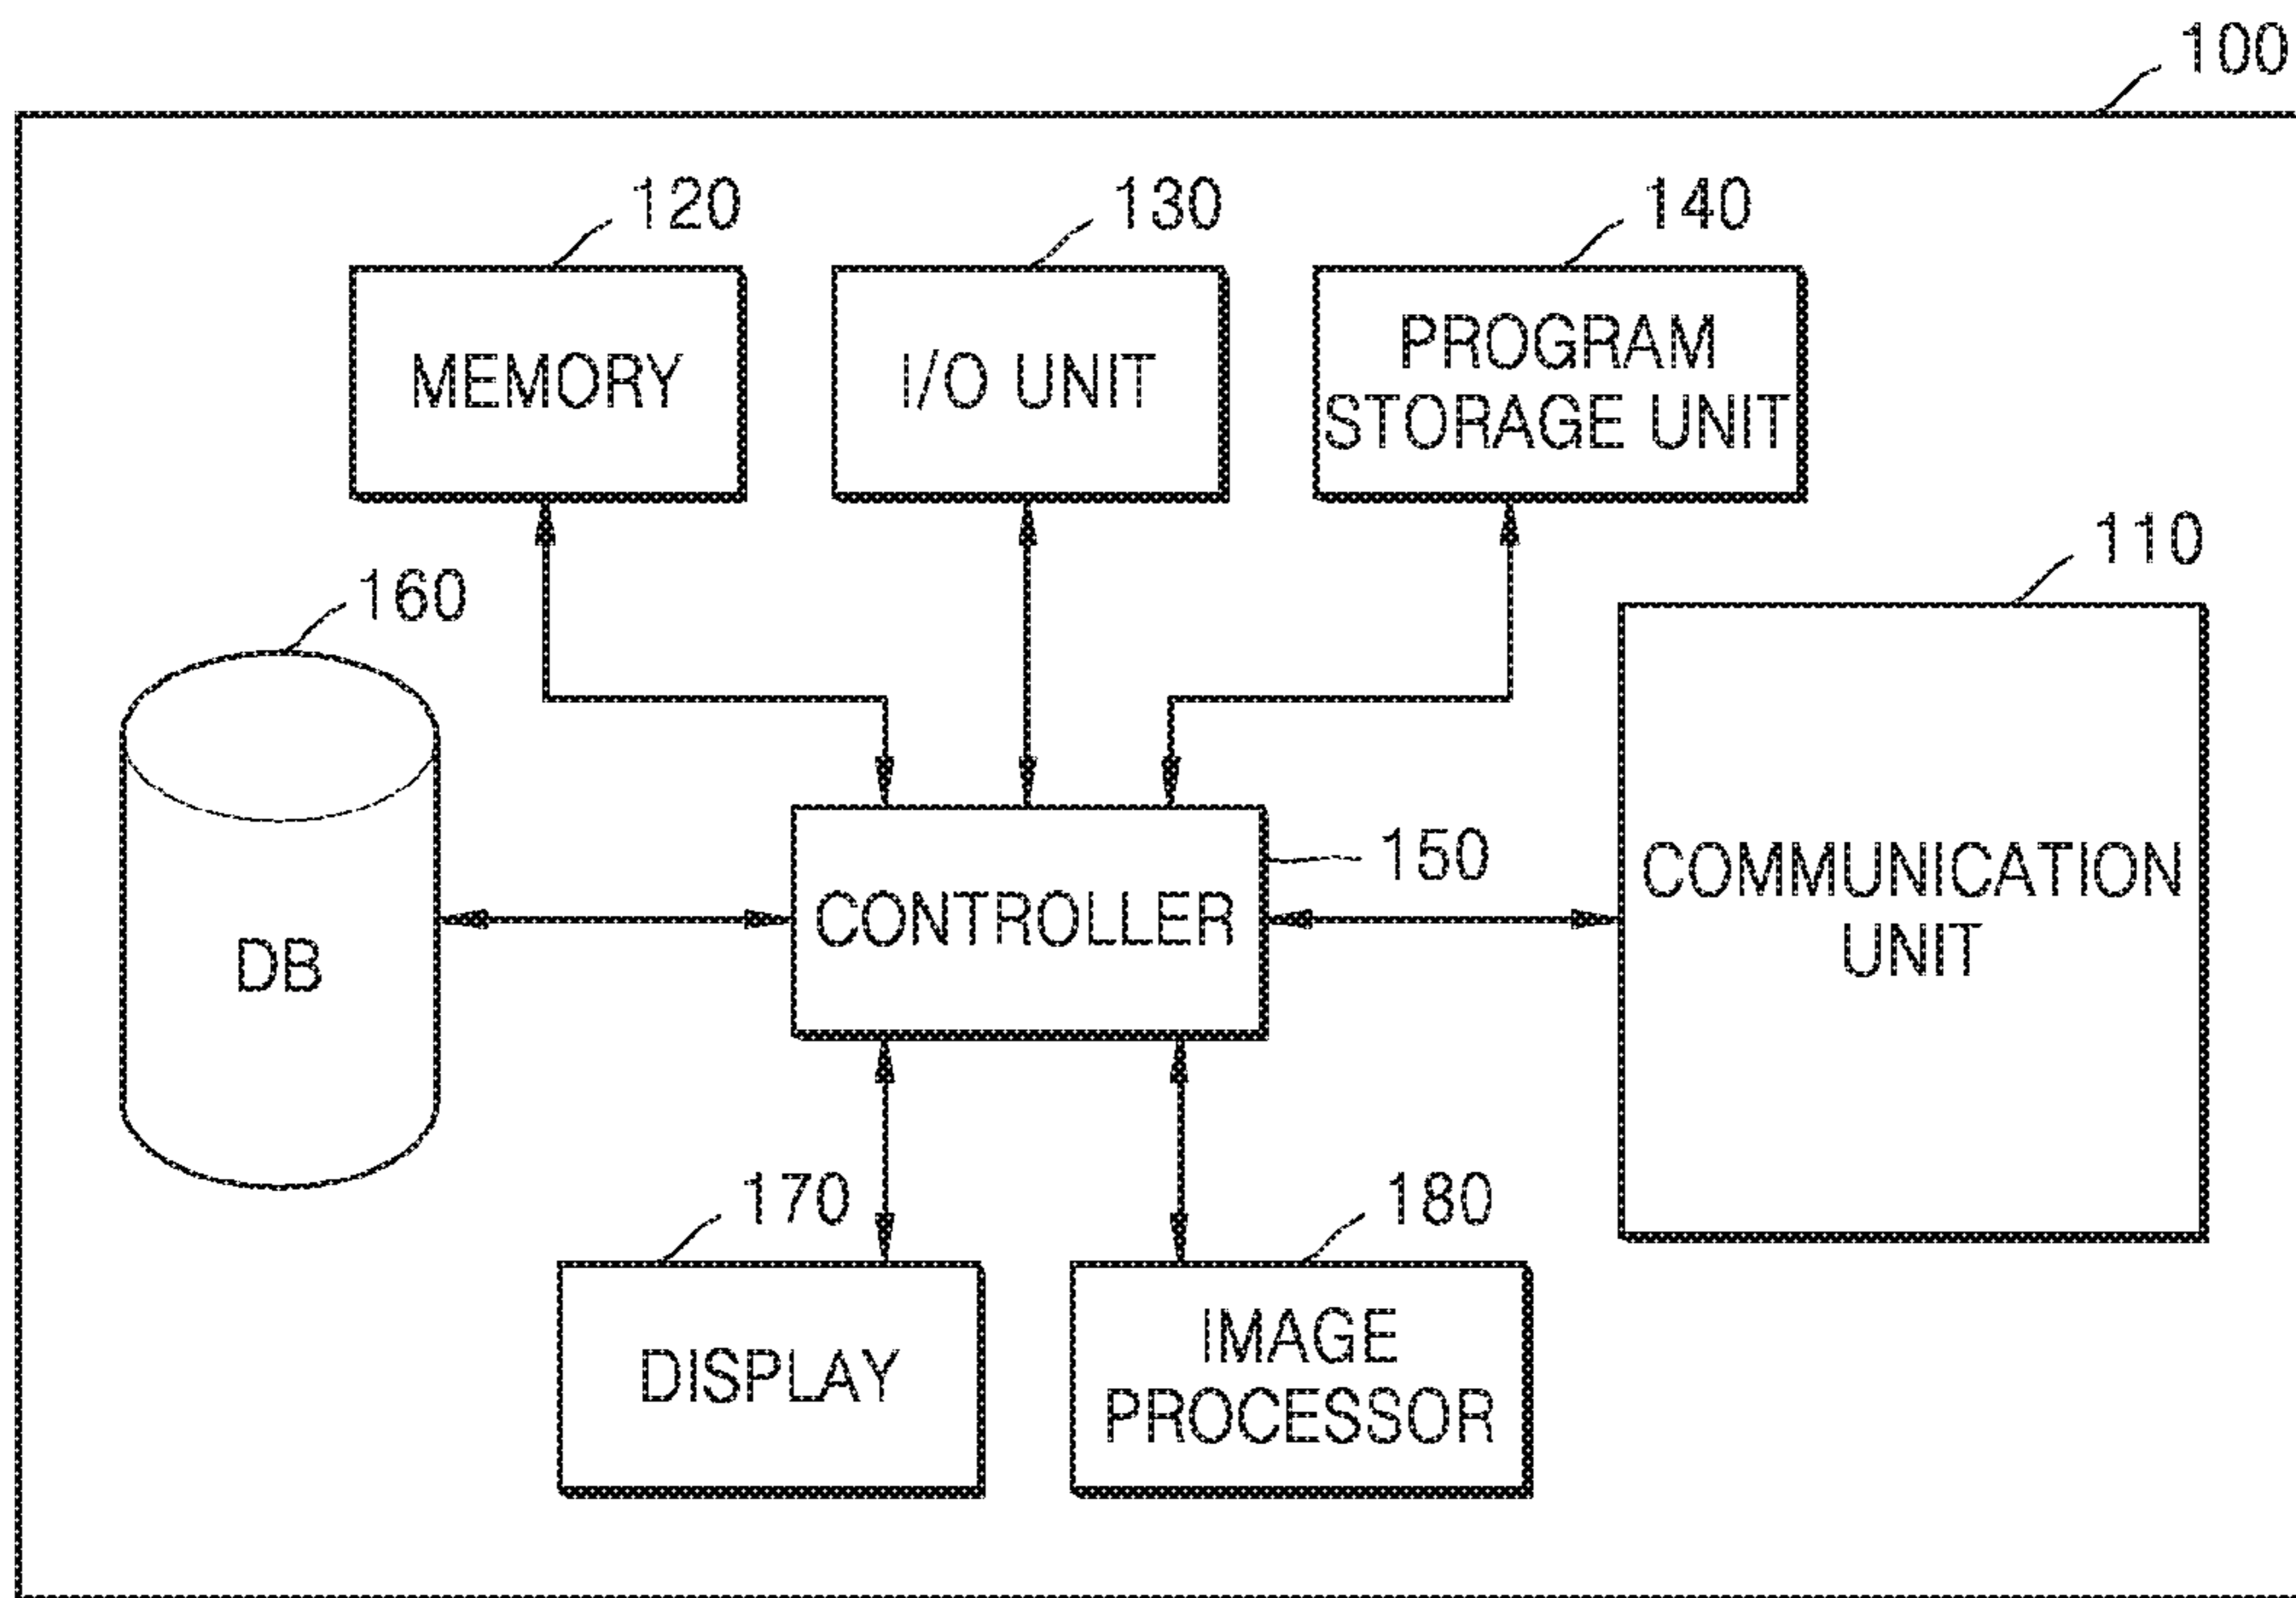 100
120
130
140
MEMORY
I/O UNIT
PROGRAM
STORAGE UNIT
110
160
150
CONTROLLER
COMMUNICATION
UNIT
DB
170
180
DISPLAY
IMAGE
PROCESSOR